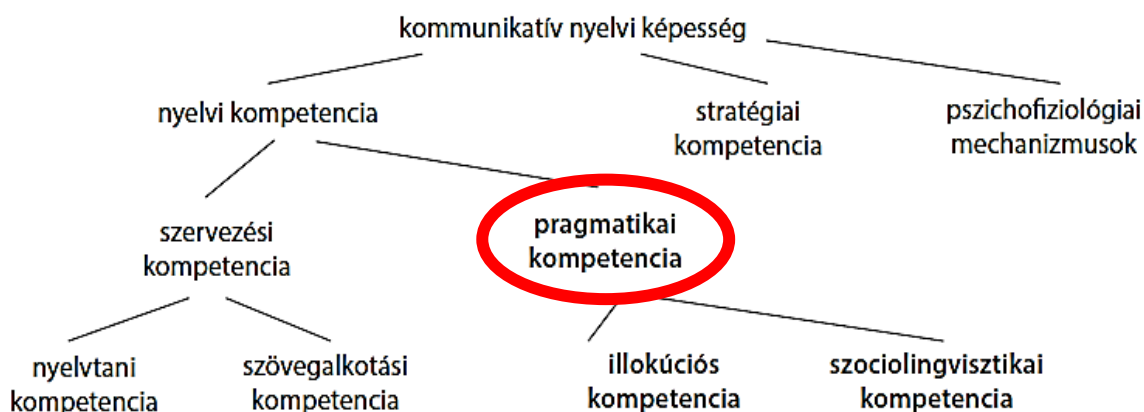 kommunikatív nyelvi képesség
nyelvi kompetencia
stratégiai
kompetencia
pszichofiziológiai
mechanizmusok
szervezési
kompetencia
pragmatikai
kompetencia
nyelvtani
kompetencia
szövegalkotási
kompetencia
illokúciós
kompetencia
szociolingvisztikai
kompetencia